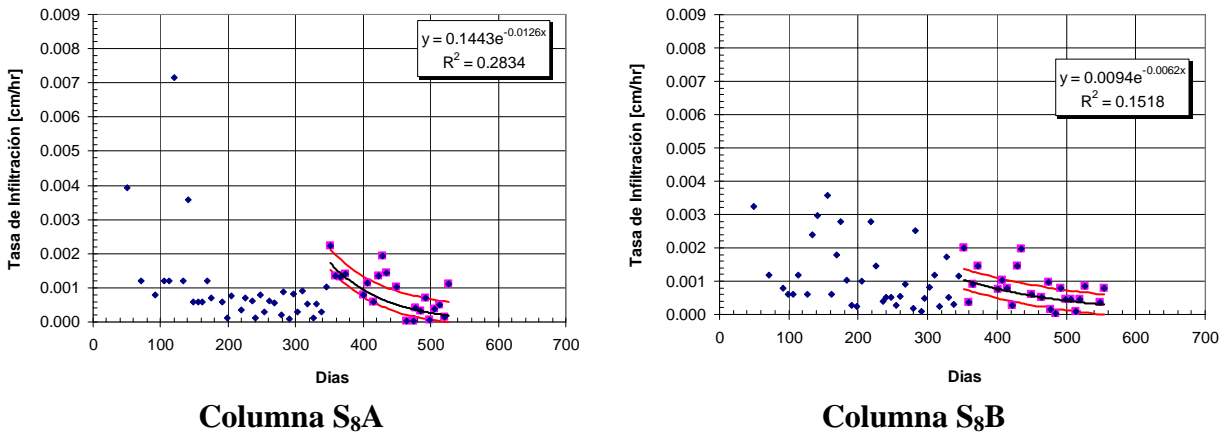 0.009
0.008
0.007
0.006
0.005
0.004
0.003
0.002
0.001
0.000
Tasa de Infiltración [cm/hr]
y = 0.1443e^-0.0126x
R² = 0.2834
0 100 200 300 400 500 600 700
Dias
Columna S₈A
0.009
0.008
0.007
0.006
0.005
0.004
0.003
0.002
0.001
0.000
Tasa de Infiltración [cm/hr]
y = 0.0094e^-0.0062x
R² = 0.1518
0 100 200 300 400 500 600 700
Dias
Columna S₈B